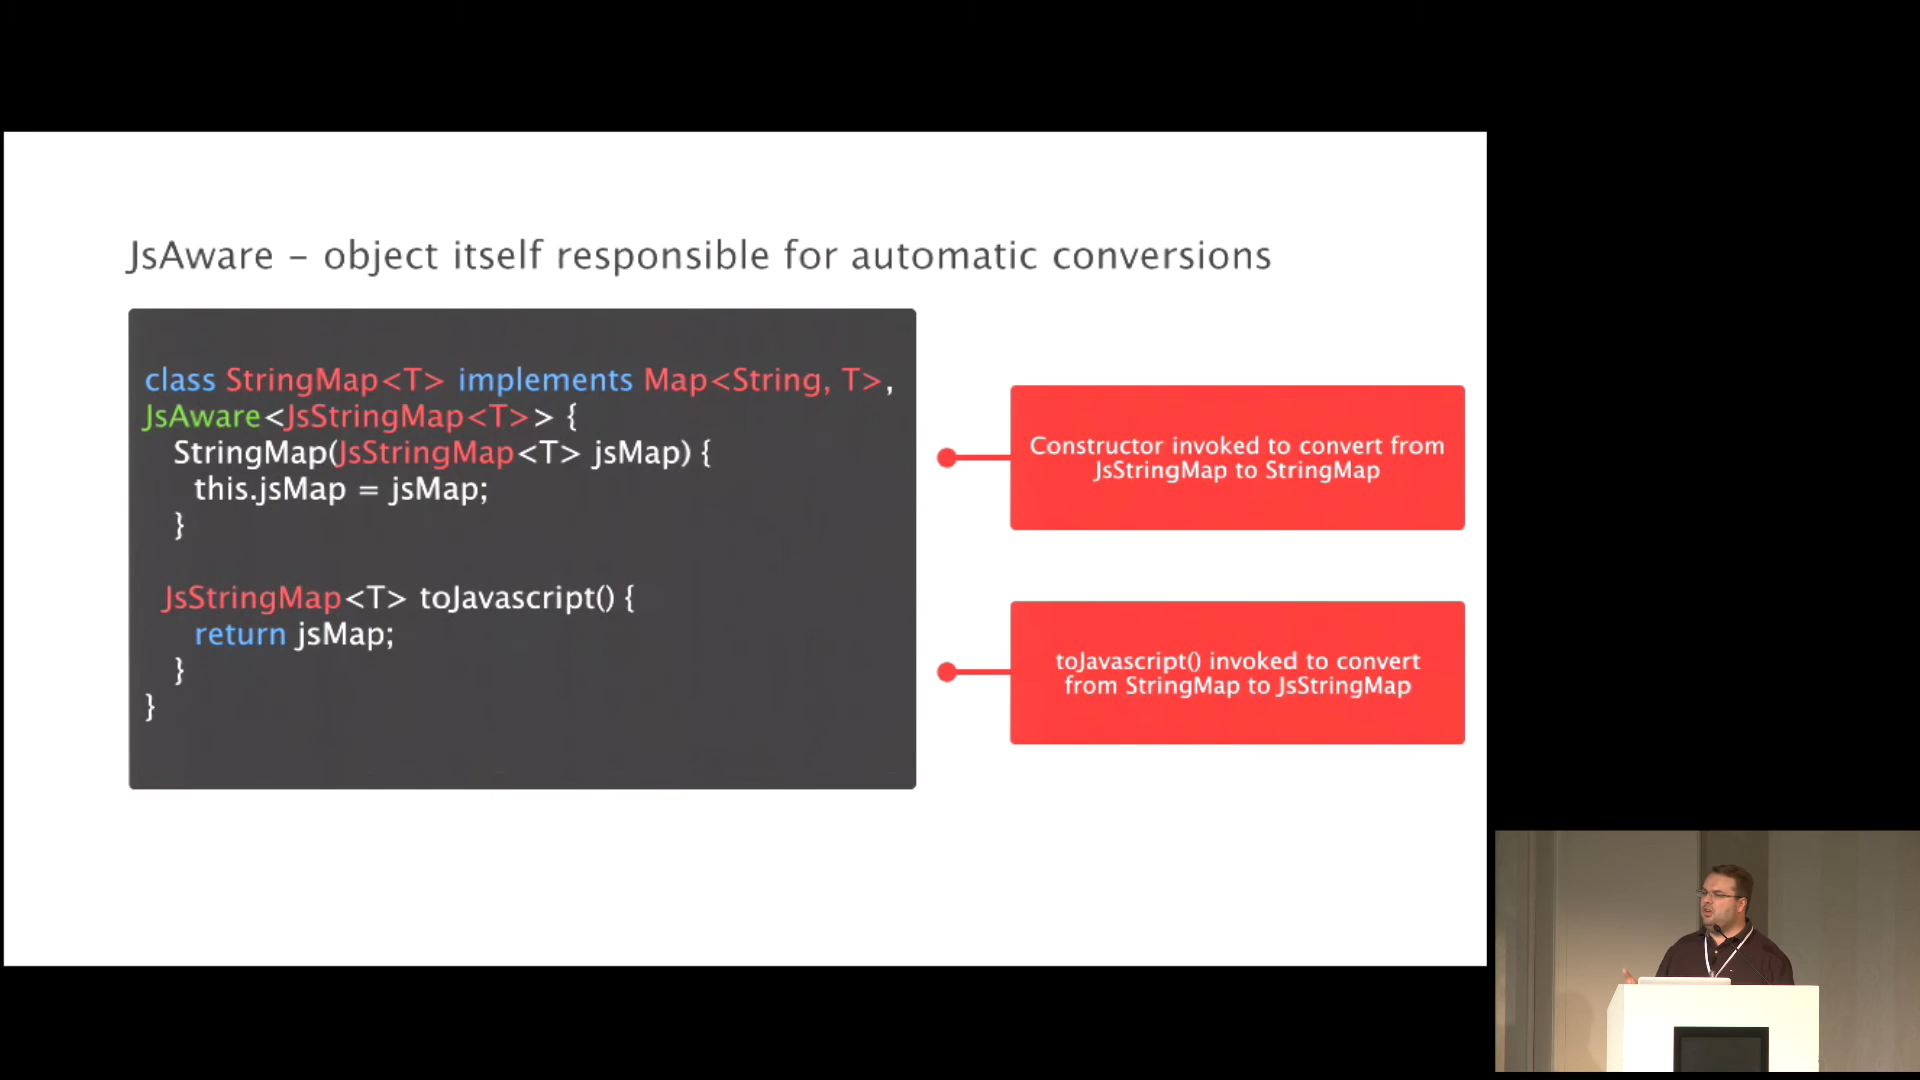 JsAware – object itself responsible for automatic conversions
class StringMap<T> implements Map<String, T>,
JsAware<JsStringMap<T>> {
StringMap(JsStringMap<T> jsMap) {
this.jsMap = jsMap;
}
JsStringMap<T> toJavascript() {
return jsMap;
}
}
Constructor invoked to convert from
JsStringMap to StringMap
toJavascript() invoked to convert
from StringMap to JsStringMap